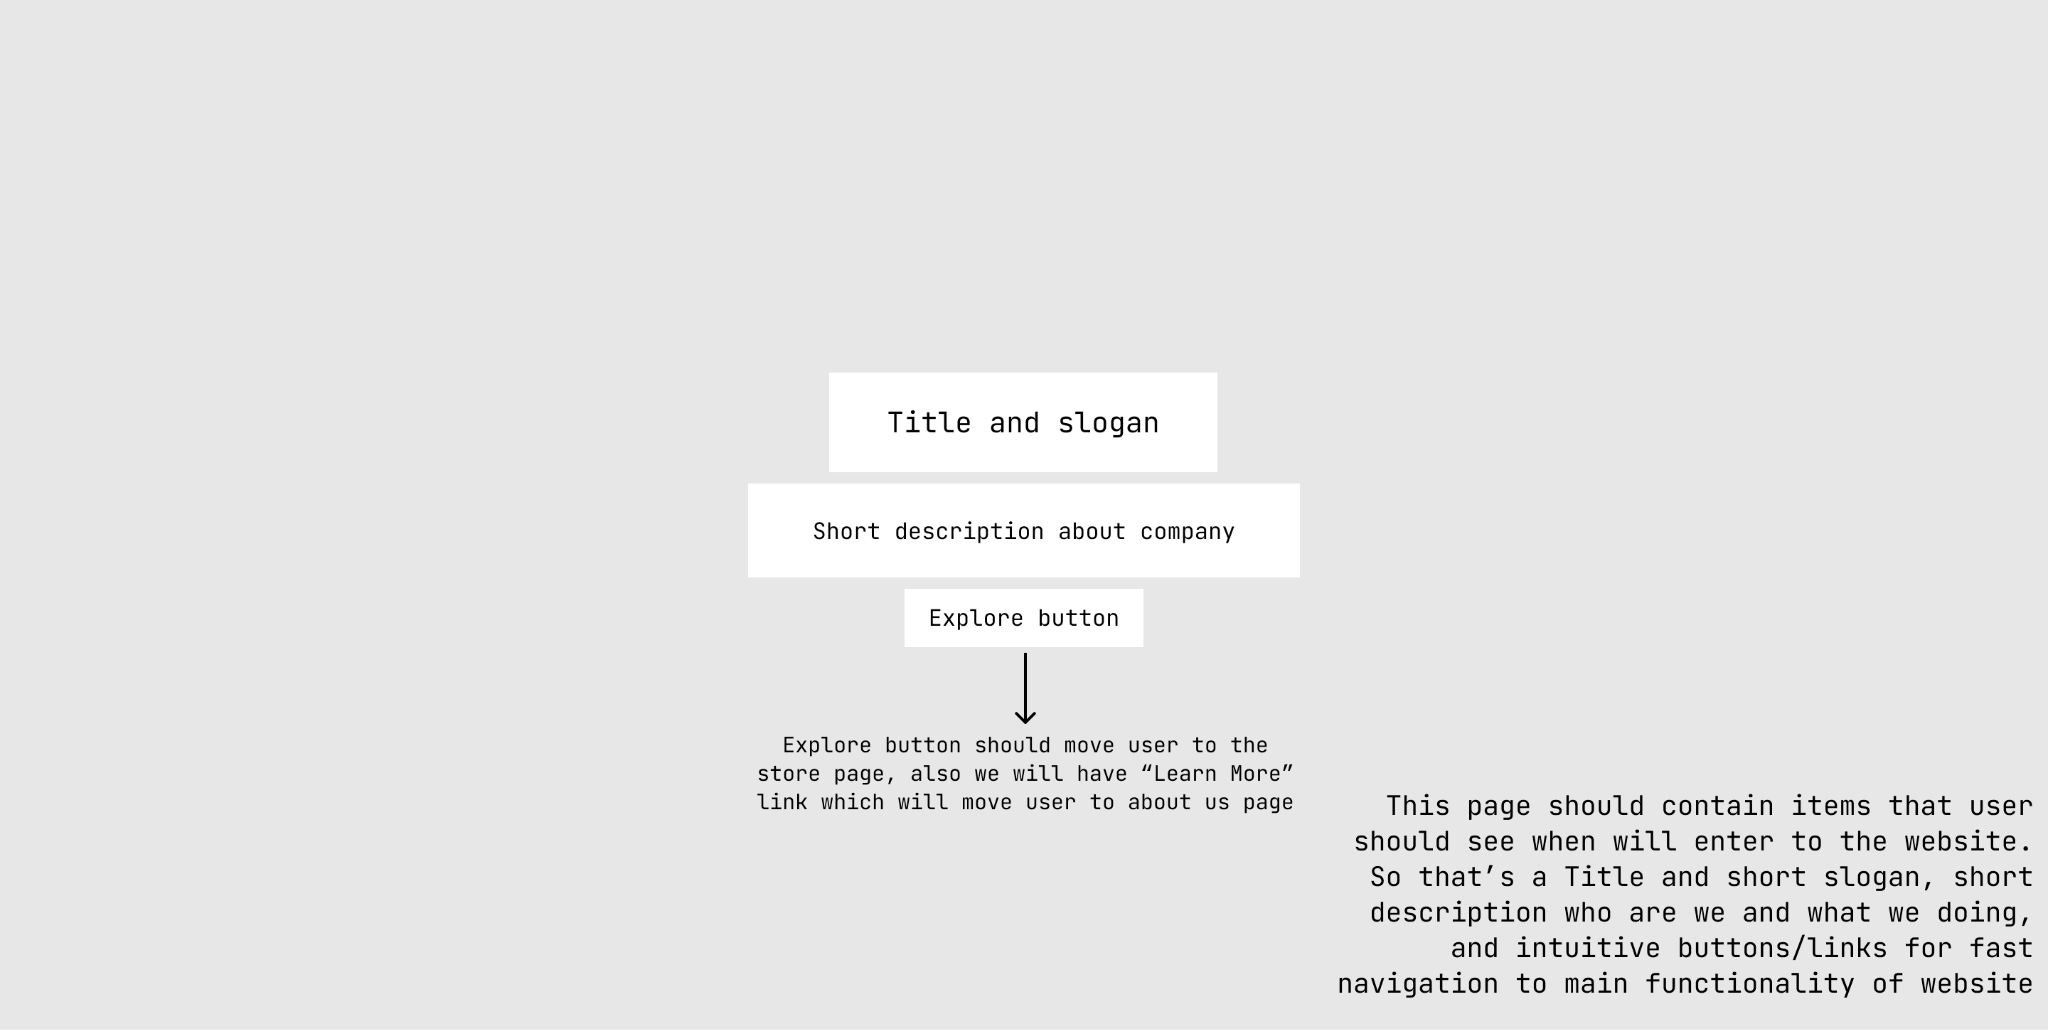 Title and slogan
Short description about company
Explore button
Explore button should move user to the
store page, also we will have “Learn More”
link which will move user to about us page
This page should contain items that user
should see when will enter to the website.
So that’s a Title and short slogan, short
description who are we and what we doing,
and intuitive buttons/links for fast
navigation to main functionality of website